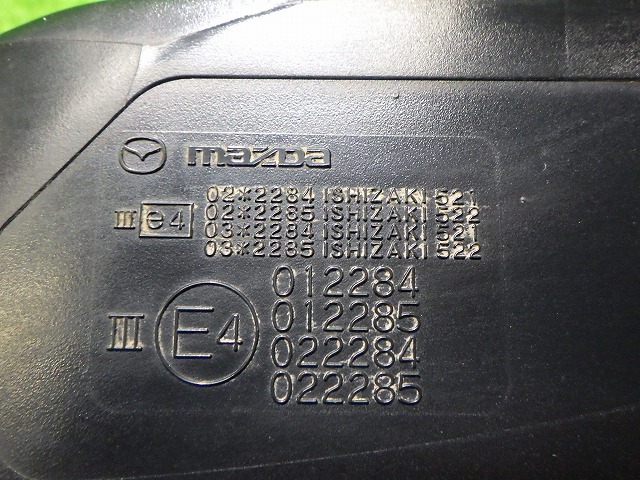 mazda
02*2284 ISHIZAKI 521
02*2285 ISHIZAKI 522
III e4
03*2284 ISHIZAKI 521
03*2285 ISHIZAKI 522
012284
012285
III E4
022284
022285